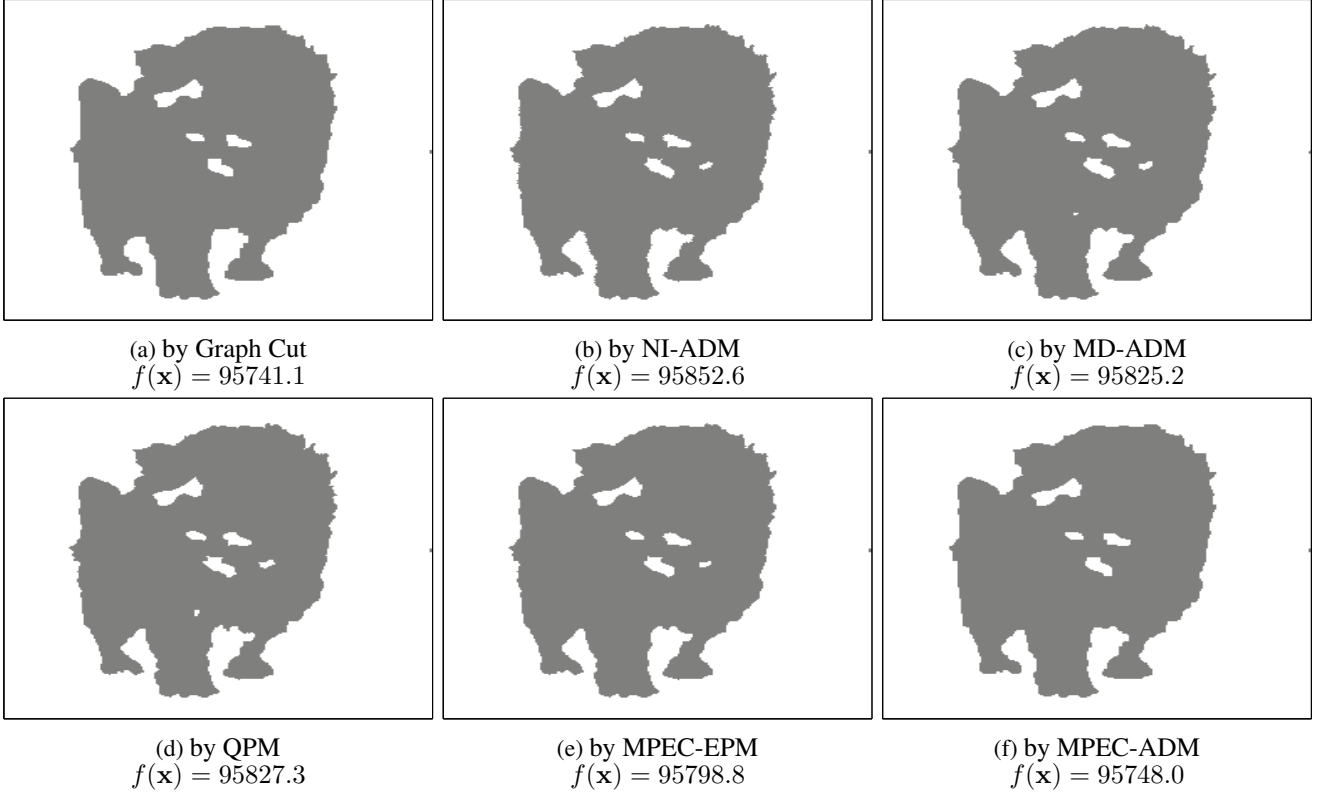 (a) by Graph Cut
f(x) = 95741.1
(b) by NI-ADM
f(x) = 95852.6
(c) by MD-ADM
f(x) = 95825.2
(d) by QPM
f(x) = 95827.3
(e) by MPEC-EPM
f(x) = 95798.8
(f) by MPEC-ADM
f(x) = 95748.0